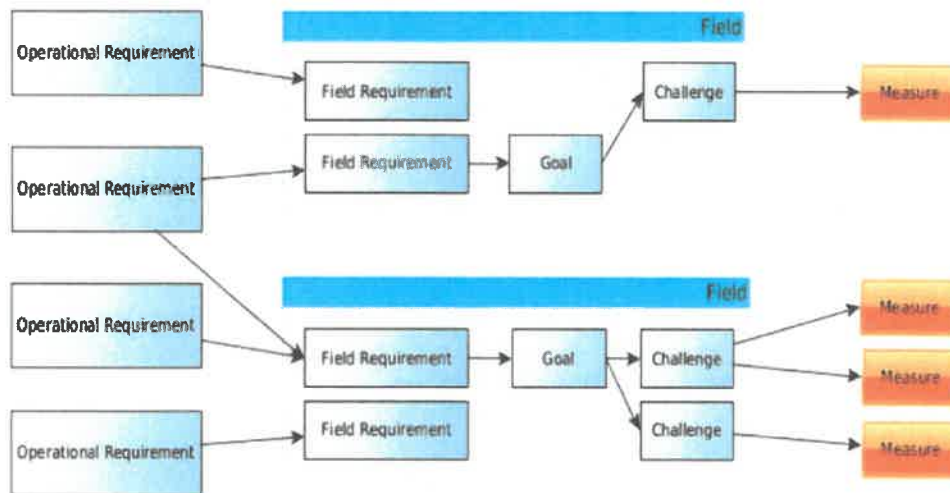 Field
Operational Requirement
Field Requirement
Challenge
Measure
Operational Requirement
Field Requirement
Goal
Field
Operational Requirement
Measure
Field Requirement
Goal
Challenge
Measure
Operational Requirement
Field Requirement
Challenge
Measure